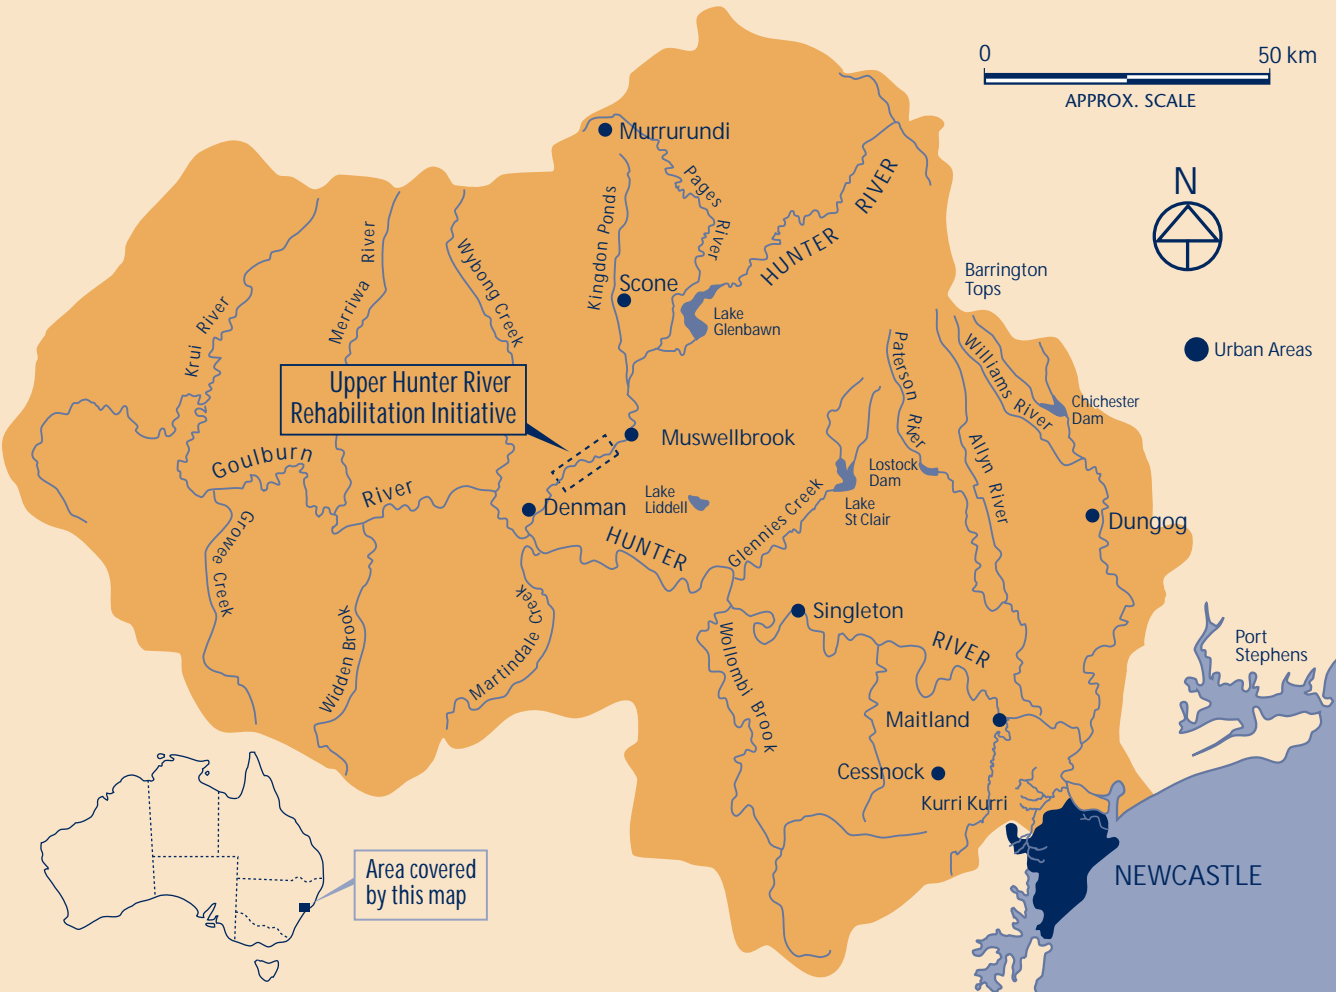 0 50 km
APPROX. SCALE
N
Murrurundi
Pages River
Kingdon Ponds
HUNTER RIVER
Barrington
Tops
Scone
Lake
Glenbawn
Krui River
Merriwa River
Wybong Creek
Urban Areas
Upper Hunter River
Rehabilitation Initiative
Paterson River
Williams River
Chichester
Dam
Muswellbrook
Allyn River
Goulburn River
Lostock
Dam
Lake
Liddell
Lake
St Clair
Glennies Creek
Denman
Dungog
Growee Creek
HUNTER RIVER
Martindale Creek
Widden Brook
Singleton
Wollombi Brook
Port
Stephens
Maitland
Cessnock
Kurri Kurri
NEWCASTLE
Area covered
by this map